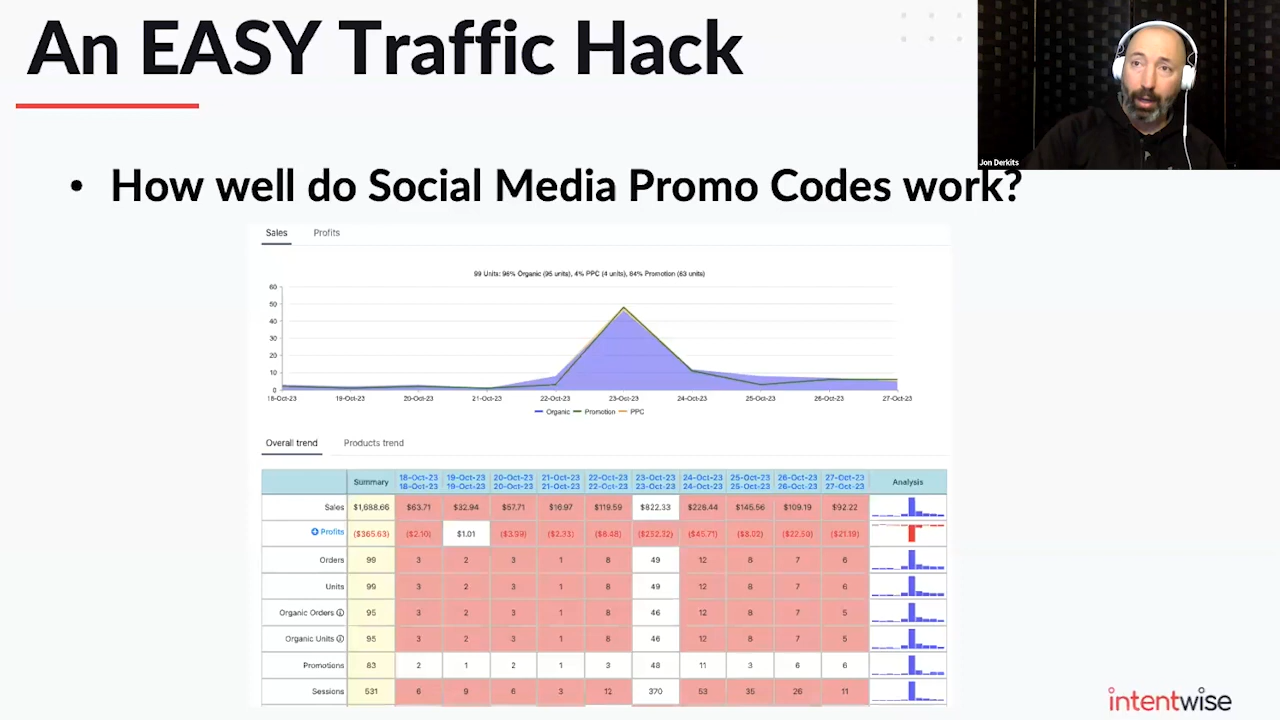 An EASY Traffic Hack
Jon Derkits
• How well do Social Media Promo Codes work?
Sales Profits
99 Units: 96% Organic (95 units), 4% PPC (4 units), 84% Promotion (83 units)
60
50
40
30
20
10
0
18-Oct-23 19-Oct-23 20-Oct-23 21-Oct-23 22-Oct-23 23-Oct-23 24-Oct-23 25-Oct-23 26-Oct-23 27-Oct-23
Organic Promotion PPC
Overall trend Products trend
Summary 18-Oct-23 19-Oct-23 20-Oct-23 21-Oct-23 22-Oct-23 23-Oct-23 24-Oct-23 25-Oct-23 26-Oct-23 27-Oct-23 Analysis
18-Oct-23 19-Oct-23 20-Oct-23 21-Oct-23 22-Oct-23 23-Oct-23 24-Oct-23 25-Oct-23 26-Oct-23 27-Oct-23
Sales $1,688.66 $63.71 $32.94 $57.71 $16.97 $119.59 $822.33 $228.44 $145.56 $109.19 $92.22
Profits ($365.63) ($2.10) $1.01 ($3.99) ($2.33) ($8.48) ($252.32) ($45.71) ($8.02) ($22.50) ($21.19)
Orders 99 3 2 3 1 8 49 12 8 7 6
Units 99 3 2 3 1 8 49 12 8 7 6
Organic Orders 95 3 2 3 1 8 46 12 8 7 5
Organic Units 95 3 2 3 1 8 46 12 8 7 5
Promotions 83 2 1 2 1 3 48 11 3 6 6
Sessions 531 6 9 6 3 12 370 53 35 26 11
intentwise